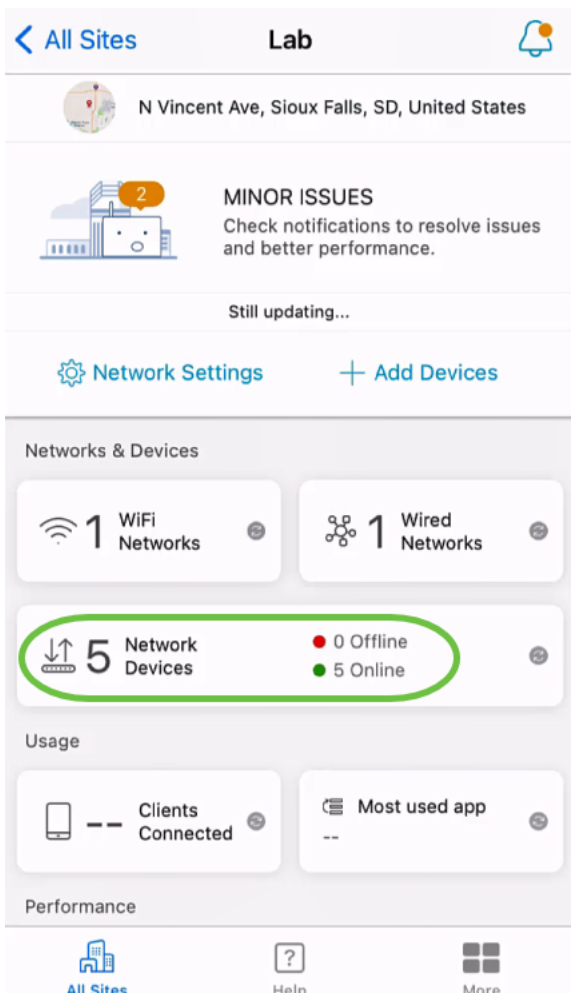 All Sites
Lab
N Vincent Ave, Sioux Falls, SD, United States
2
MINOR ISSUES
Check notifications to resolve issues
and better performance.
Still updating...
Network Settings
Add Devices
Networks & Devices
1 WiFi
Networks
1 Wired
Networks
5 Network
Devices
0 Offline
5 Online
Usage
-- Clients
Connected
Most used app
--
Performance
All Sites
Help
More